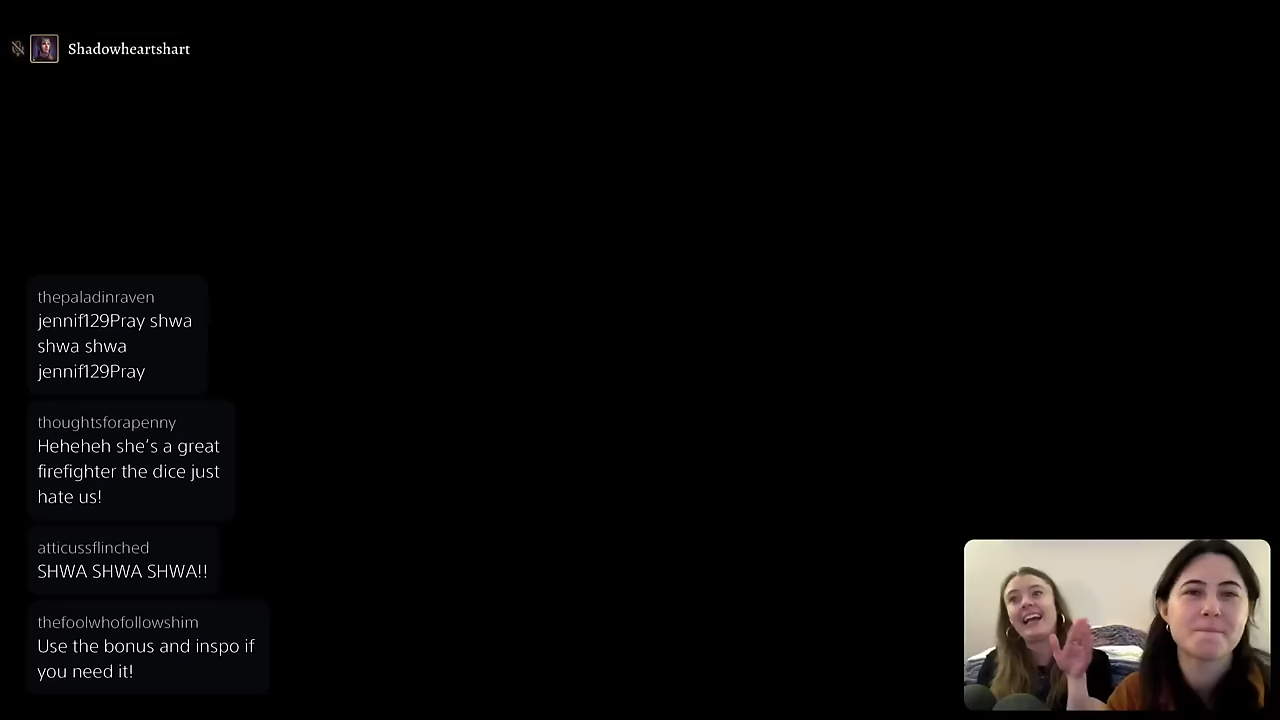 Shadowheartshart
thepaladinraven
jennif129Pray shwa
shwa shwa
jennif129Pray
thoughtsforapenny
Heheheh she's a great
firefighter the dice just
hate us!
atticussflinched
SHWA SHWA SHWA!!
thefoolwhofollowshim
Use the bonus and inspo if
you need it!